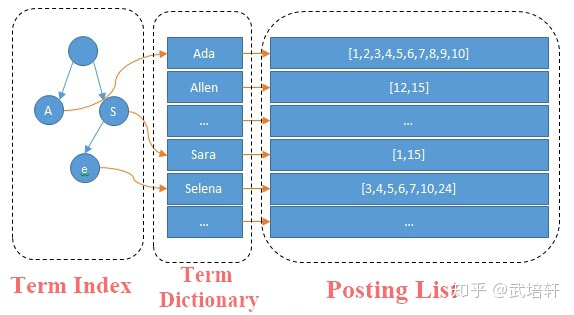 Ada [1,2,3,4,5,6,7,8,9,10]
A S Allen [12,15]
... ...
Sara [1,15]
e Selena [3,4,5,6,7,10,24]
... ...
Term Index
Term
Dictionary
Posting List
知乎 @武培轩